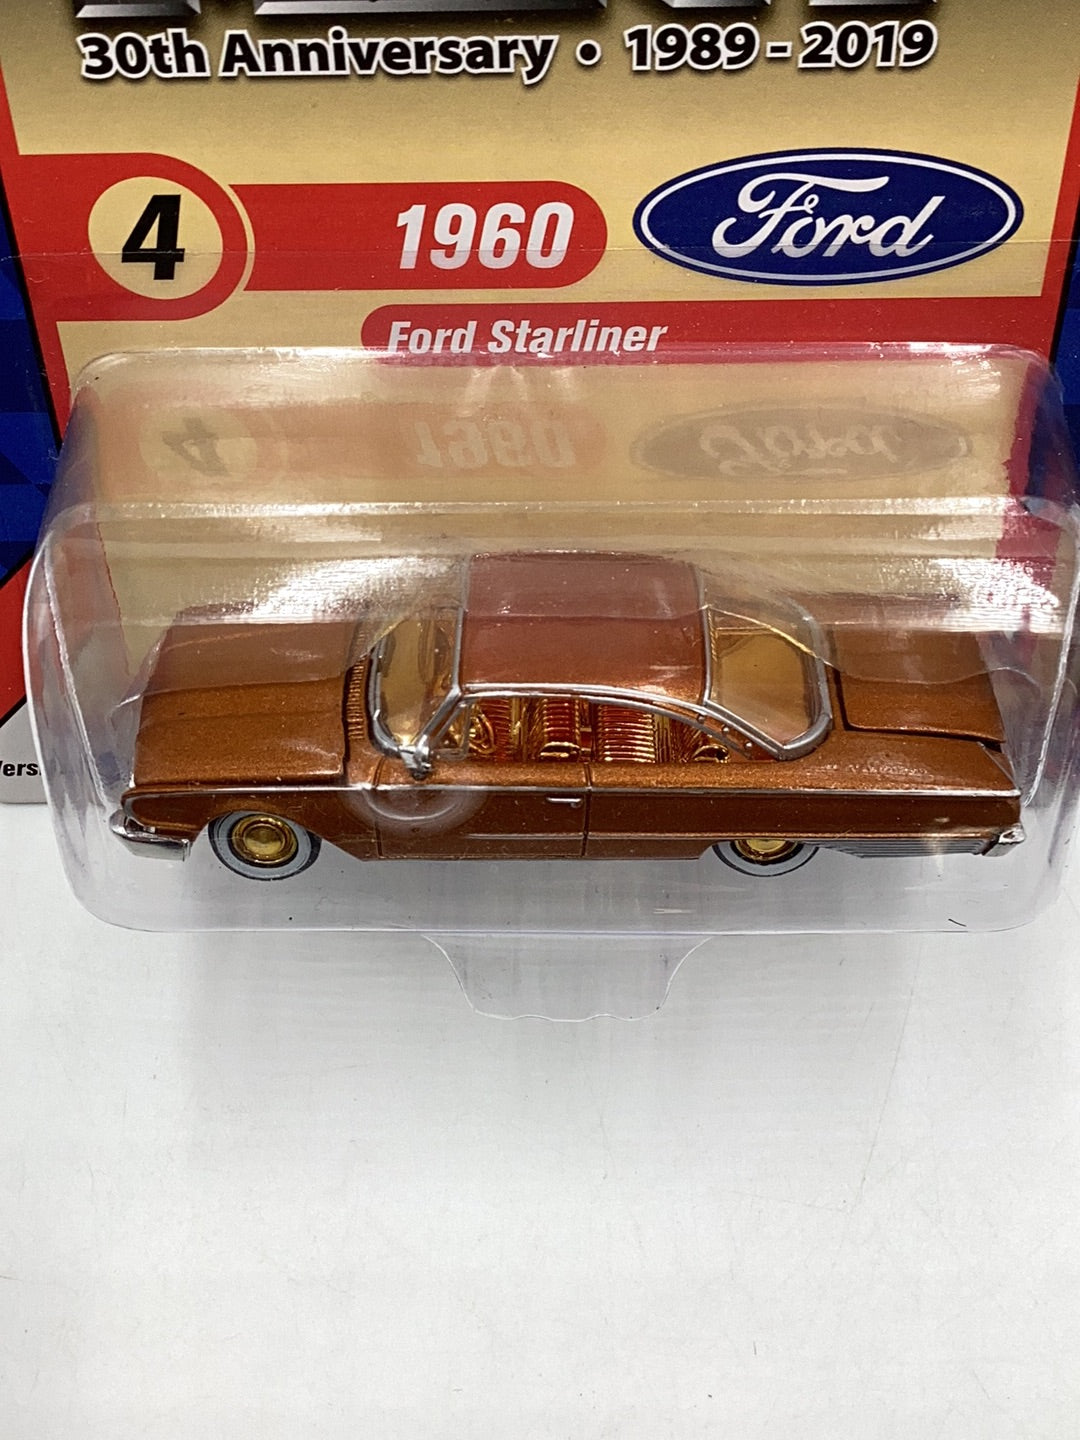 30th Anniversary • 1989 - 2019
4
1960
Ford
Ford Starliner